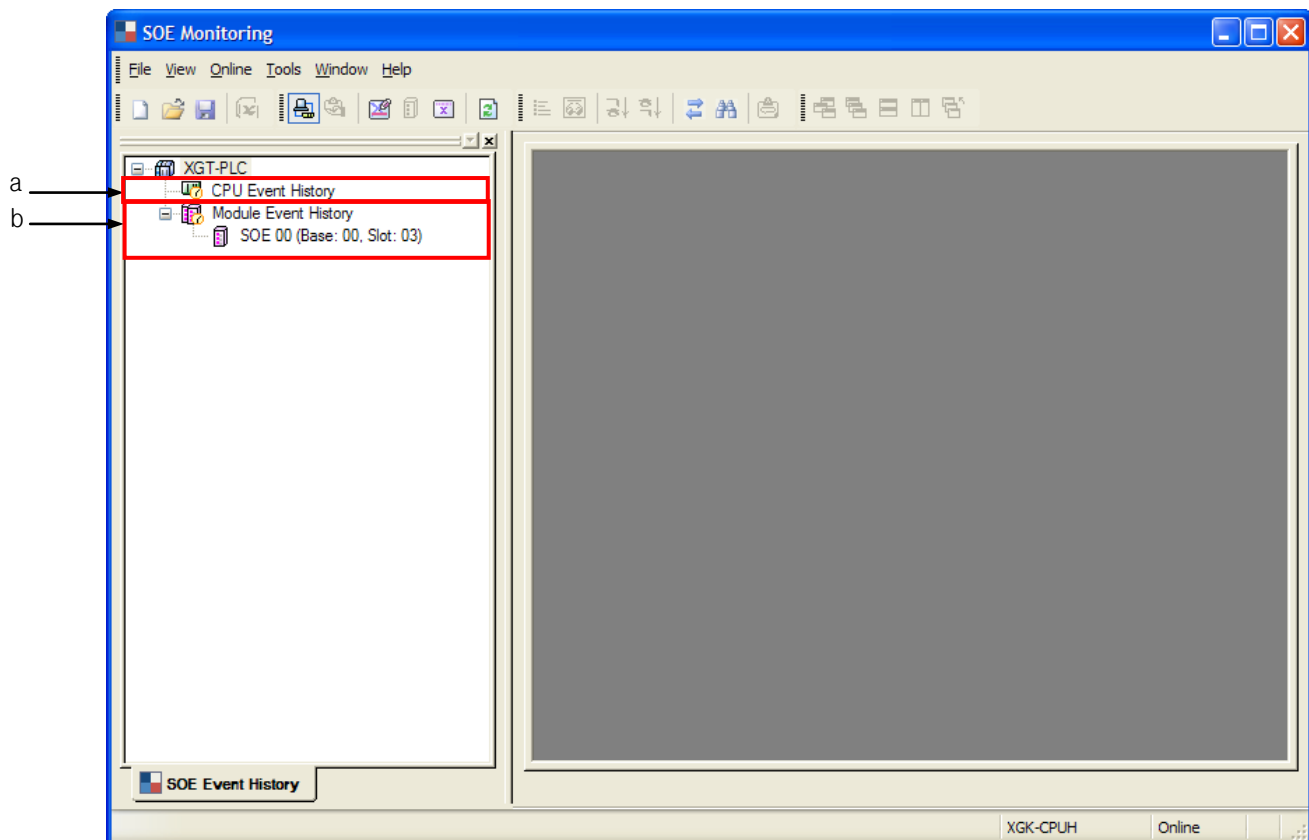 SOE Monitoring
File View Online Tools Window Help
XGT-PLC
a
CPU Event History
b
Module Event History
SOE 00 (Base: 00, Slot: 03)
SOE Event History
XGK-CPUH Online